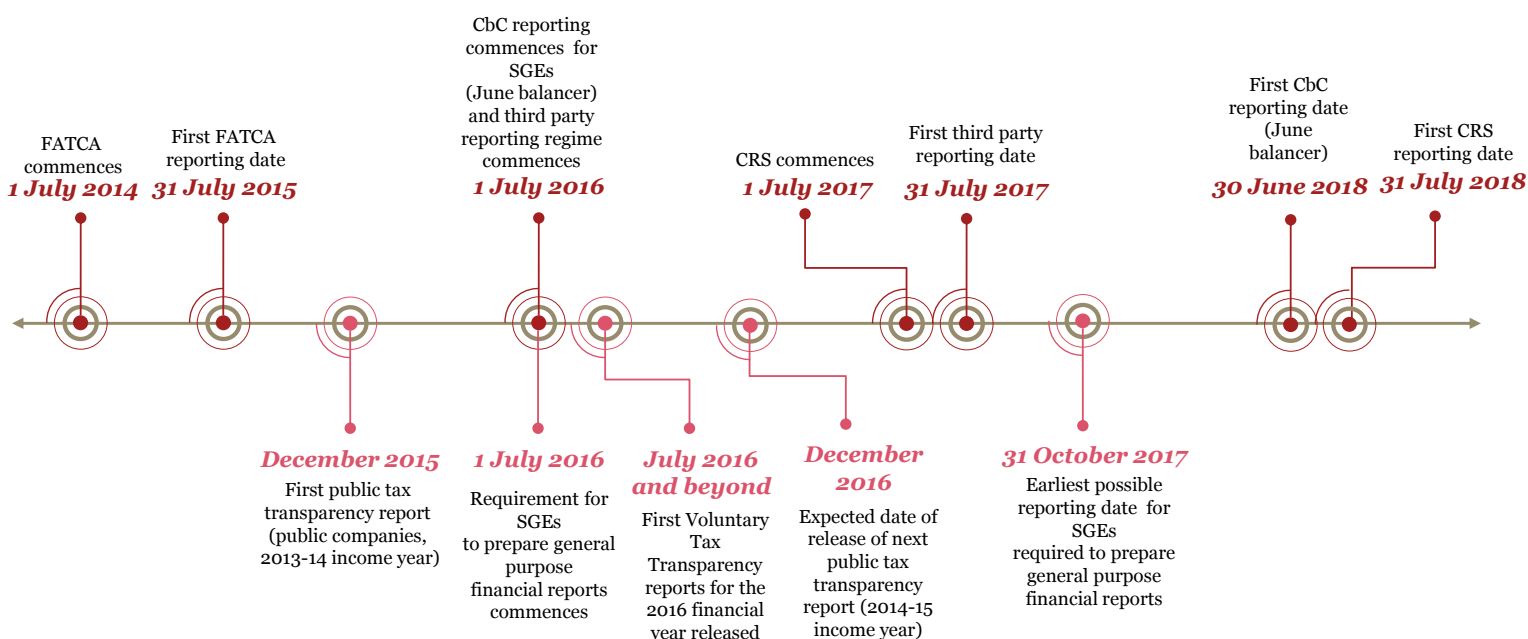 FATCA
commences
1 July 2014
First FATCA
reporting date
31 July 2015
CbC reporting
commences for
SGEs
(June balancer)
and third party
reporting regime
commences
1 July 2016
CRS commences
1 July 2017
First third party
reporting date
31 July 2017
First CbC
reporting date
(June
balancer)
30 June 2018
First CRS
reporting date
31 July 2018
December 2015
First public tax
transparency report
(public companies,
2013-14 income year)
1 July 2016
Requirement for
SGEs
to prepare general
purpose
financial reports
commences
July 2016
and beyond
First Voluntary
Tax
Transparency
reports for the
2016 financial
year released
December
2016
Expected date of
release of next
public tax
transparency
report (2014-15
income year)
31 October 2017
Earliest possible
reporting date for
SGEs
required to prepare
general purpose
financial reports